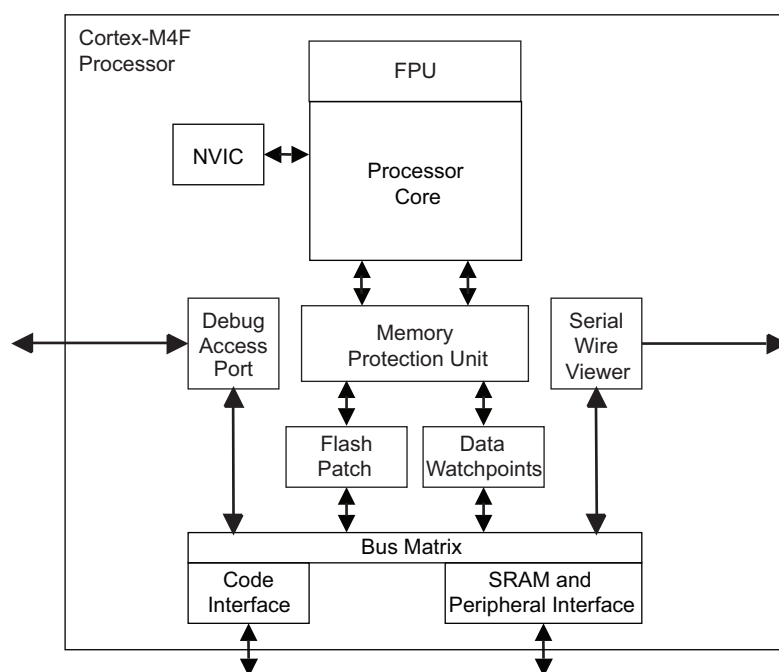 Cortex-M4F
Processor
FPU
NVIC
Processor
Core
Debug
Access
Port
Memory
Protection Unit
Serial
Wire
Viewer
Flash
Patch
Data
Watchpoints
Bus Matrix
Code
Interface
SRAM and
Peripheral Interface